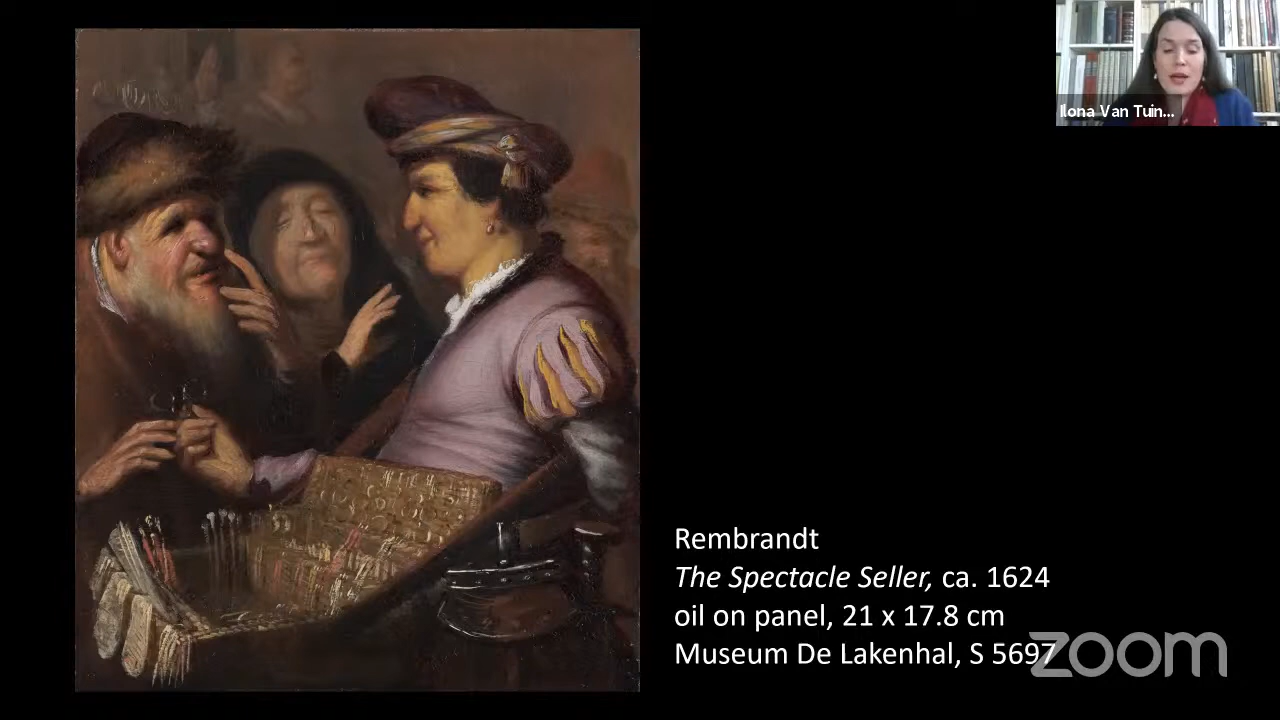 Ilona Van Tuin...
Rembrandt
The Spectacle Seller, ca. 1624
oil on panel, 21 x 17.8 cm
Museum De Lakenhal, S 5697
zoom